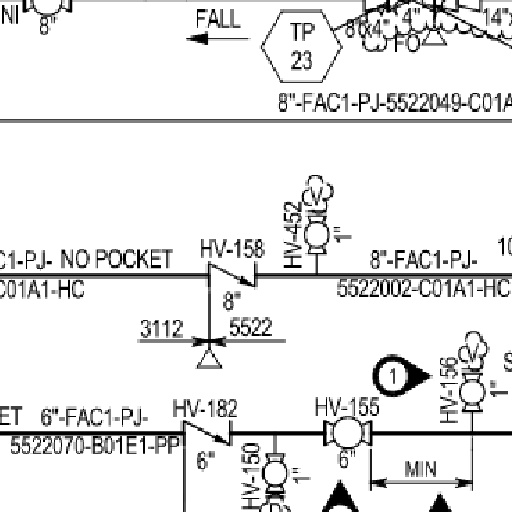 NI
8"
FALL
TP
23
8"x4"
4"
14"x
FO
8"-FAC1-PJ-5522049-C01A
HV-452
V
1"
C1-PJ- NO POCKET
HV-158
8"-FAC1-PJ-
10
C01A1-HC
8"
5522002-C01A1-HC
3112
5522
1
HV-156
V
1"
S
ET 6"-FAC1-PJ-
HV-182
HV-155
5522070-B01E1-PP
6"
HV-150
1"
6"
MIN
D